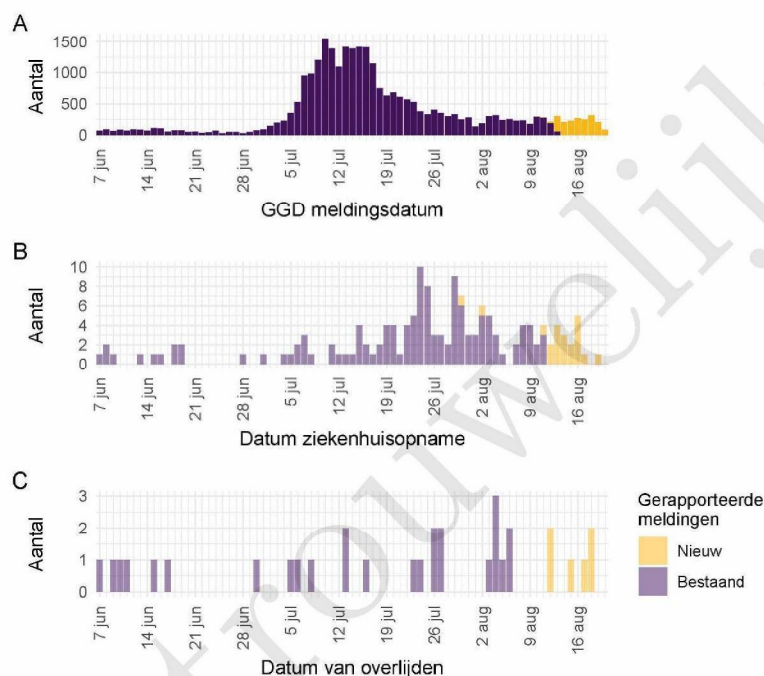 A
Aantal
1500
1000
500
0
7 jun
14 jun
21 jun
28 jun
5 jul
12 jul
19 jul
26 jul
2 aug
9 aug
16 aug
GGD meldingsdatum
B
Aantal
10
8
6
4
2
0
7 jun
14 jun
21 jun
28 jun
5 jul
12 jul
19 jul
26 jul
2 aug
9 aug
16 aug
Datum ziekenhuisopname
C
Aantal
3
2
1
0
7 jun
14 jun
21 jun
28 jun
5 jul
12 jul
19 jul
26 jul
2 aug
9 aug
16 aug
Datum van overlijden
Gerapporteerde
meldingen
Nieuw
Bestaand
trouwelijk